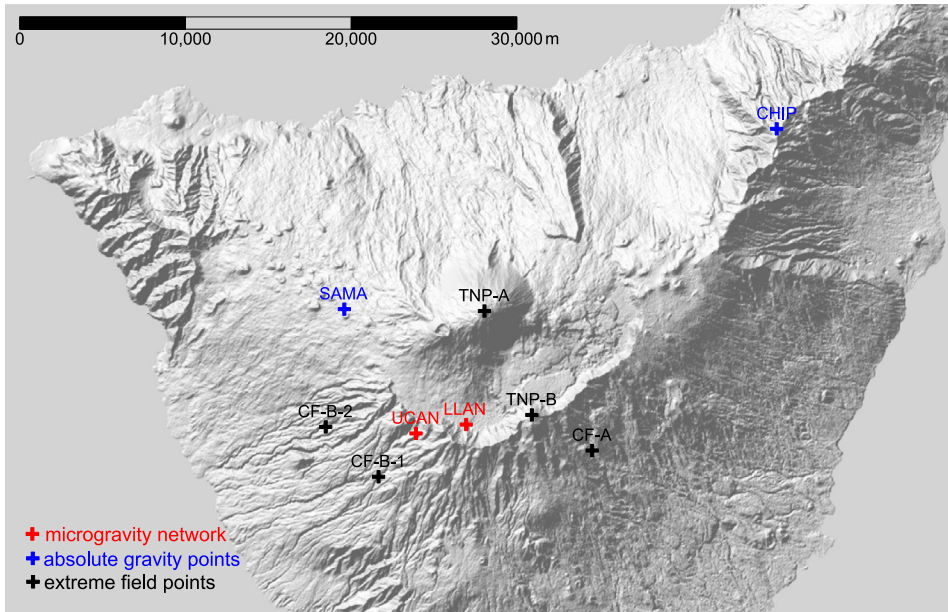 0 10,000 20,000 30,000 m
CHIP
SAMA
TNP-A
CF-B-2
UCAN
LLAN
TNP-B
CF-A
CF-B-1
microgravity network
absolute gravity points
extreme field points